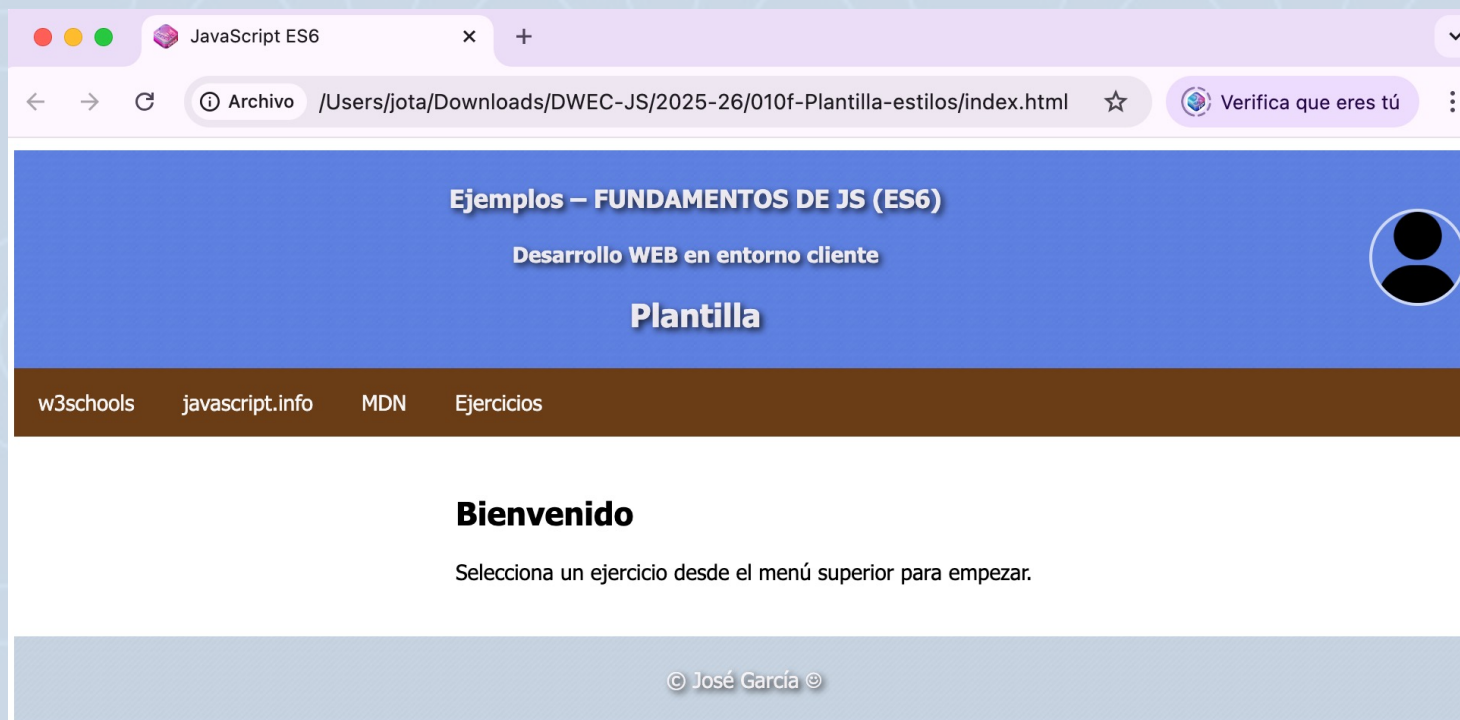 JavaScript ES6
Archivo /Users/jota/Downloads/DWEC-JS/2025-26/010f-Plantilla-estilos/index.html Verifica que eres tú
Ejemplos – FUNDAMENTOS DE JS (ES6)
Desarrollo WEB en entorno cliente
Plantilla
w3schools javascript.info MDN Ejercicios
Bienvenido
Selecciona un ejercicio desde el menú superior para empezar.
© José García ☺